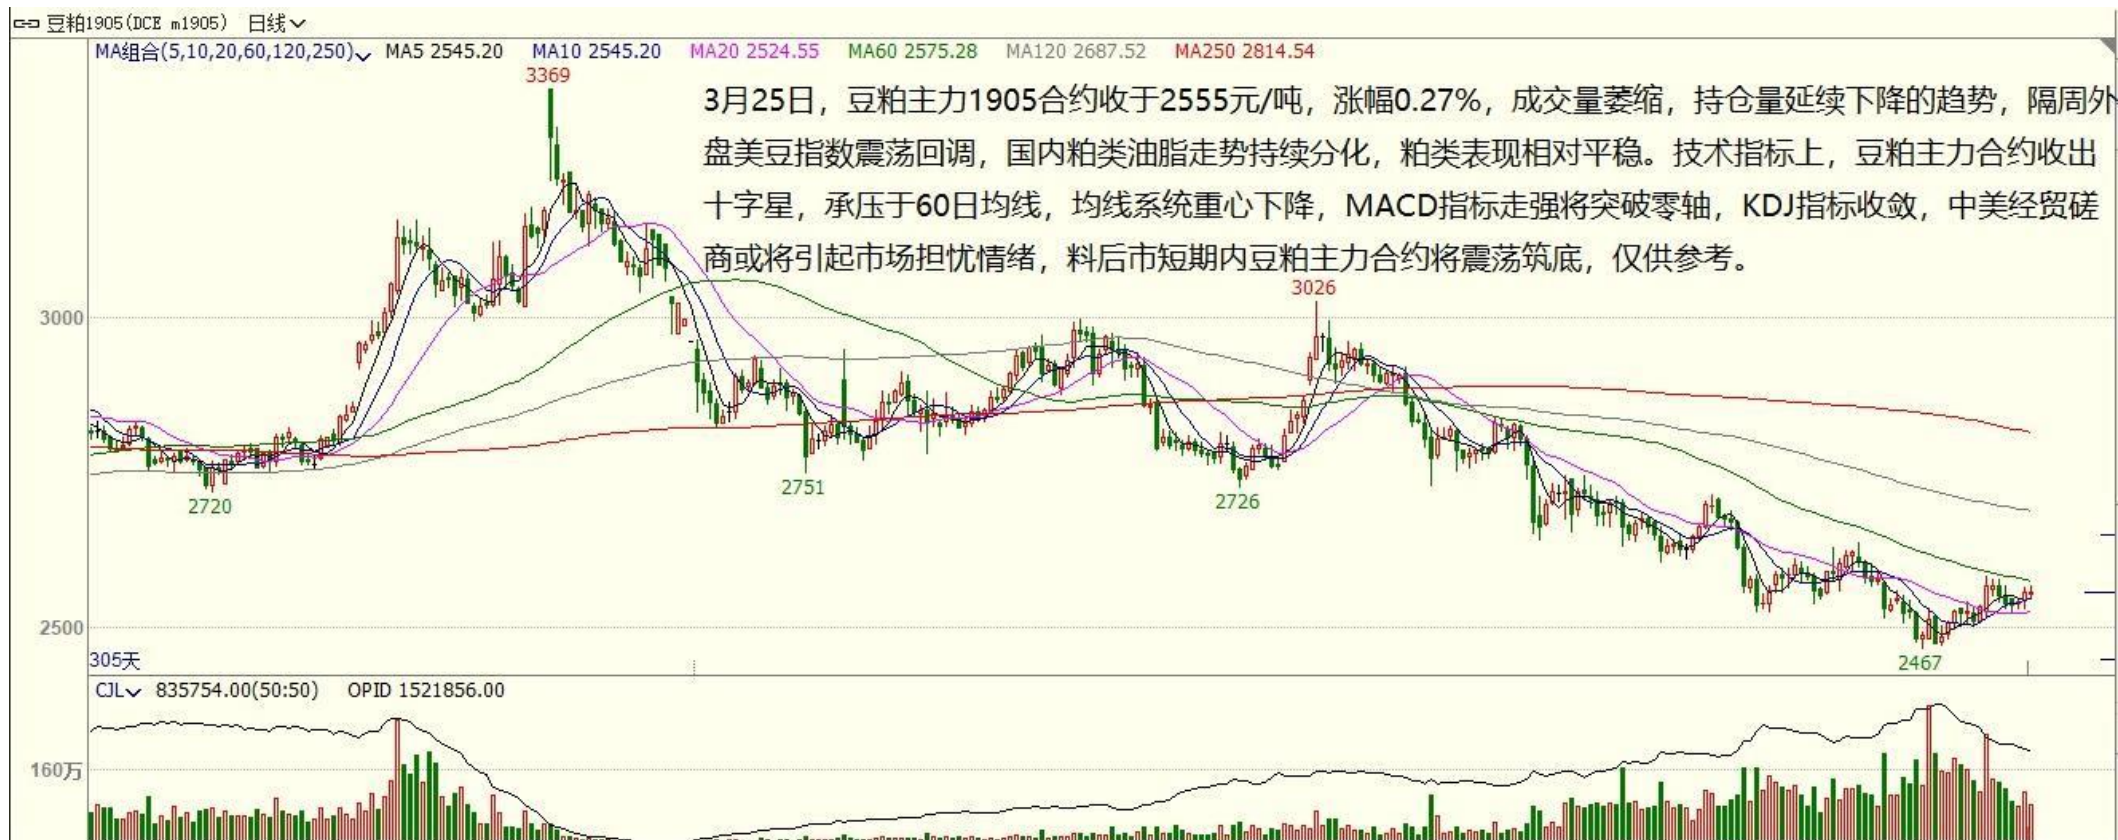 豆粕1905(DCE m1905) 日线
MA组合(5,10,20,60,120,250) MA5 2545.20 MA10 2545.20 MA20 2524.55 MA60 2575.28 MA120 2687.52 MA250 2814.54
3369
3月25日，豆粕主力1905合约收于2555元/吨，涨幅0.27%，成交量萎缩，持仓量延续下降的趋势，隔周外
盘美豆指数震荡回调，国内粕类油脂走势持续分化，粕类表现相对平稳。技术指标上，豆粕主力合约收出
十字星，承压于60日均线，均线系统重心下降，MACD指标走强将突破零轴，KDJ指标收敛，中美经贸磋
商或将引起市场担忧情绪，料后市短期内豆粕主力合约将震荡筑底，仅供参考。
3026
3000
2751
2726
2720
2500
305天
2467
CJL 835754.00(50:50) OPID 1521856.00
160万